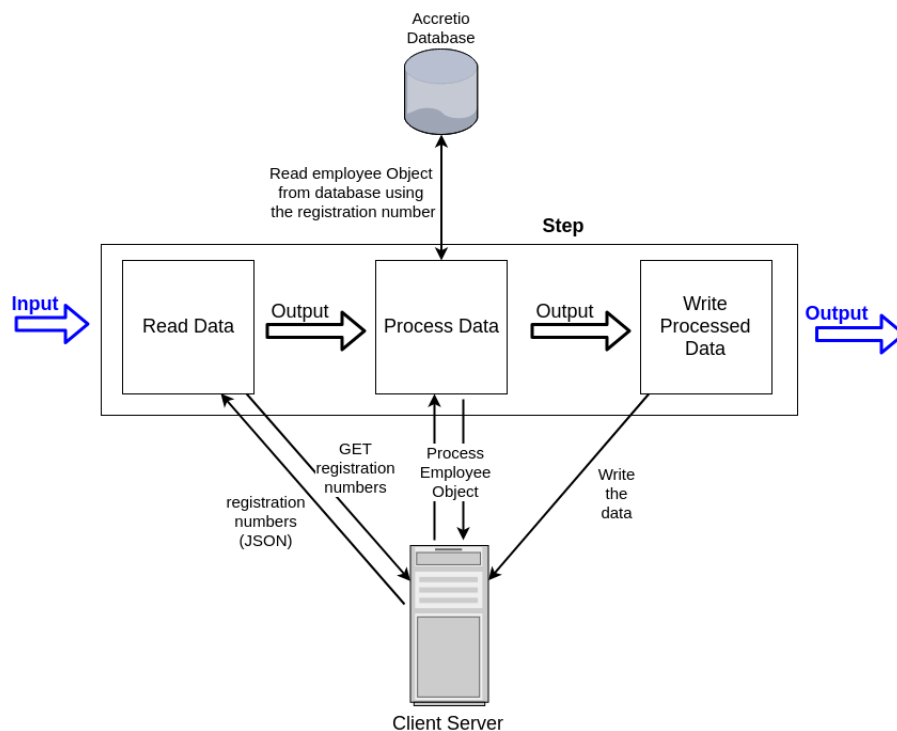 Accretio
Database
Read employee Object
from database using
the registration number
Step
Input
Read Data
Output
Process Data
Output
Write
Processed
Data
Output
GET
registration
numbers
registration
numbers
(JSON)
Process
Employee
Object
Write
the
data
Client Server